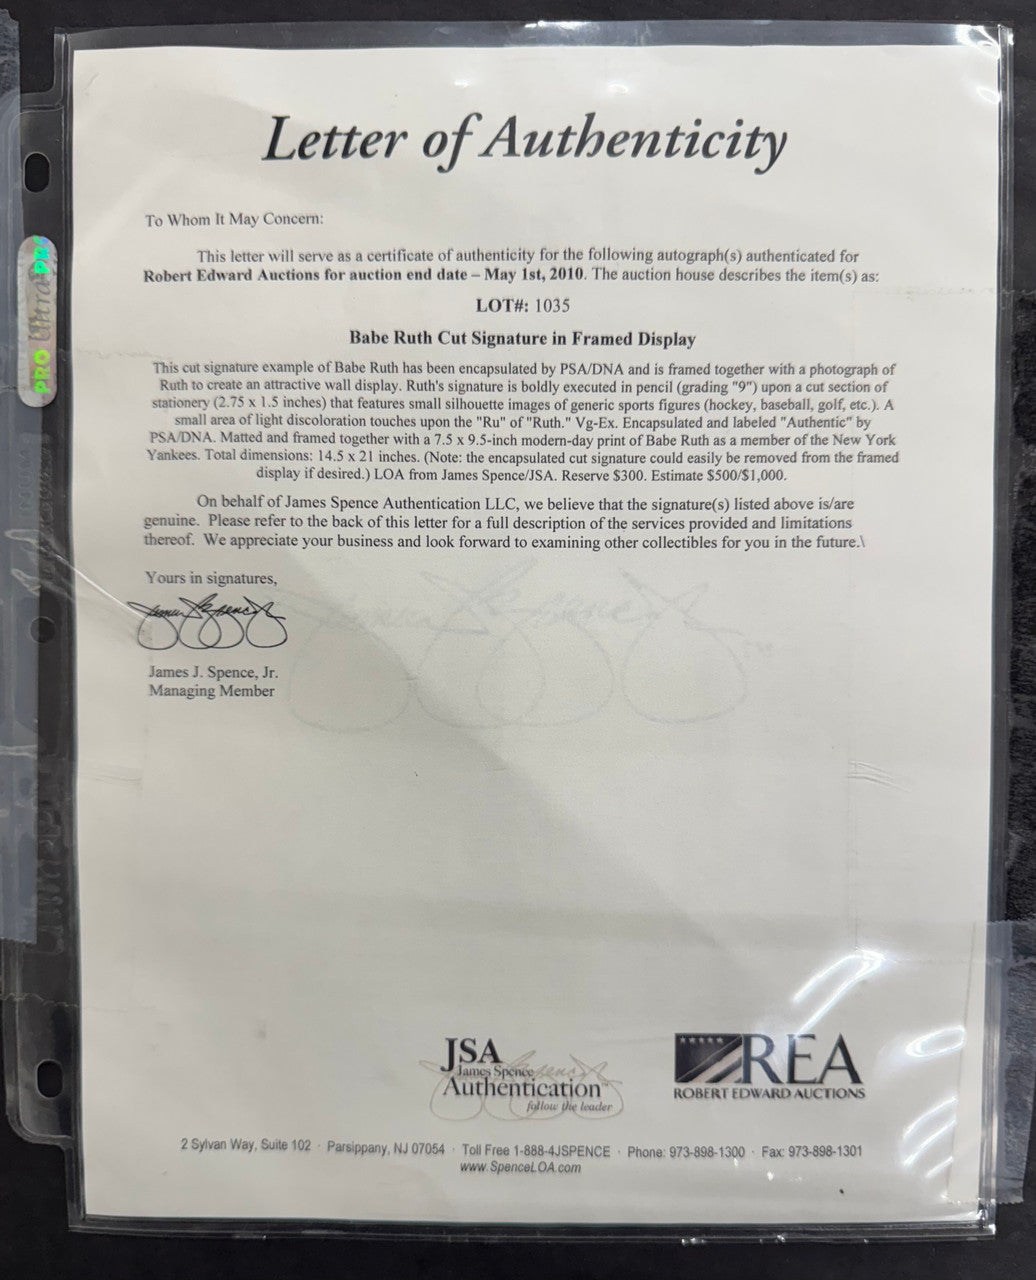 Letter of Authenticity
To Whom It May Concern:
This letter will serve as a certificate of authenticity for the following autograph(s) authenticated for
Robert Edward Auctions for auction end date – May 1st, 2010. The auction house describes the item(s) as:
LOT#: 1035
Babe Ruth Cut Signature in Framed Display
This cut signature example of Babe Ruth has been encapsulated by PSA/DNA and is framed together with a photograph of
Ruth to create an attractive wall display. Ruth's signature is boldly executed in pencil (grading "9") upon a cut section of
stationery (2.75 x 1.5 inches) that features small silhouette images of generic sports figures (hockey, baseball, golf, etc.). A
small area of light discoloration touches upon the "Ru" of "Ruth." Vg-Ex. Encapsulated and labeled "Authentic" by
PSA/DNA. Matted and framed together with a 7.5 x 9.5-inch modern-day print of Babe Ruth as a member of the New York
Yankees. Total dimensions: 14.5 x 21 inches. (Note: the encapsulated cut signature could easily be removed from the framed
display if desired.) LOA from James Spence/JSA. Reserve $300. Estimate $500/$1,000.
On behalf of James Spence Authentication LLC, we believe that the signature(s) listed above is/are
genuine. Please refer to the back of this letter for a full description of the services provided and limitations
thereof. We appreciate your business and look forward to examining other collectibles for you in the future.\
Yours in signatures,
James J. Spence, Jr.
Managing Member
JSA
James Spence
Authentication
follow the leader
REA
ROBERT EDWARD AUCTIONS
2 Sylvan Way, Suite 102 · Parsippany, NJ 07054 · Toll Free 1-888-4JSPENCE · Phone: 973-898-1300 · Fax: 973-898-1301
www.SpenceLOA.com
PRO Ultra PRO